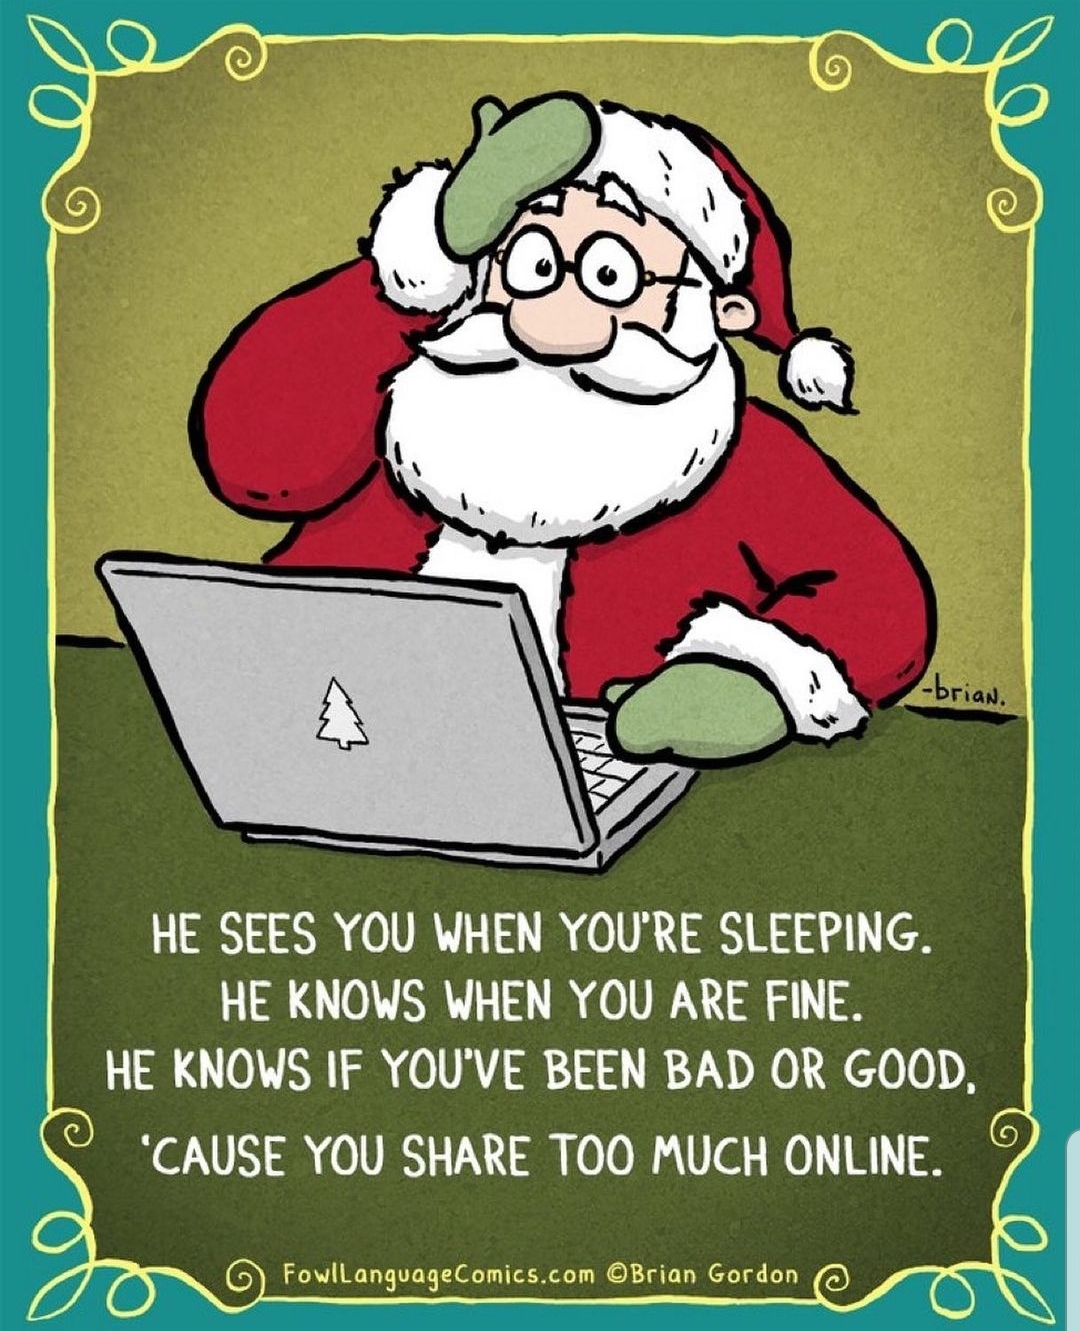 -brian.
HE SEES YOU WHEN YOU'RE SLEEPING.
HE KNOWS WHEN YOU ARE FINE.
HE KNOWS IF YOU'VE BEEN BAD OR GOOD,
'CAUSE YOU SHARE TOO MUCH ONLINE.
FowlLanguageComics.com ©Brian Gordon